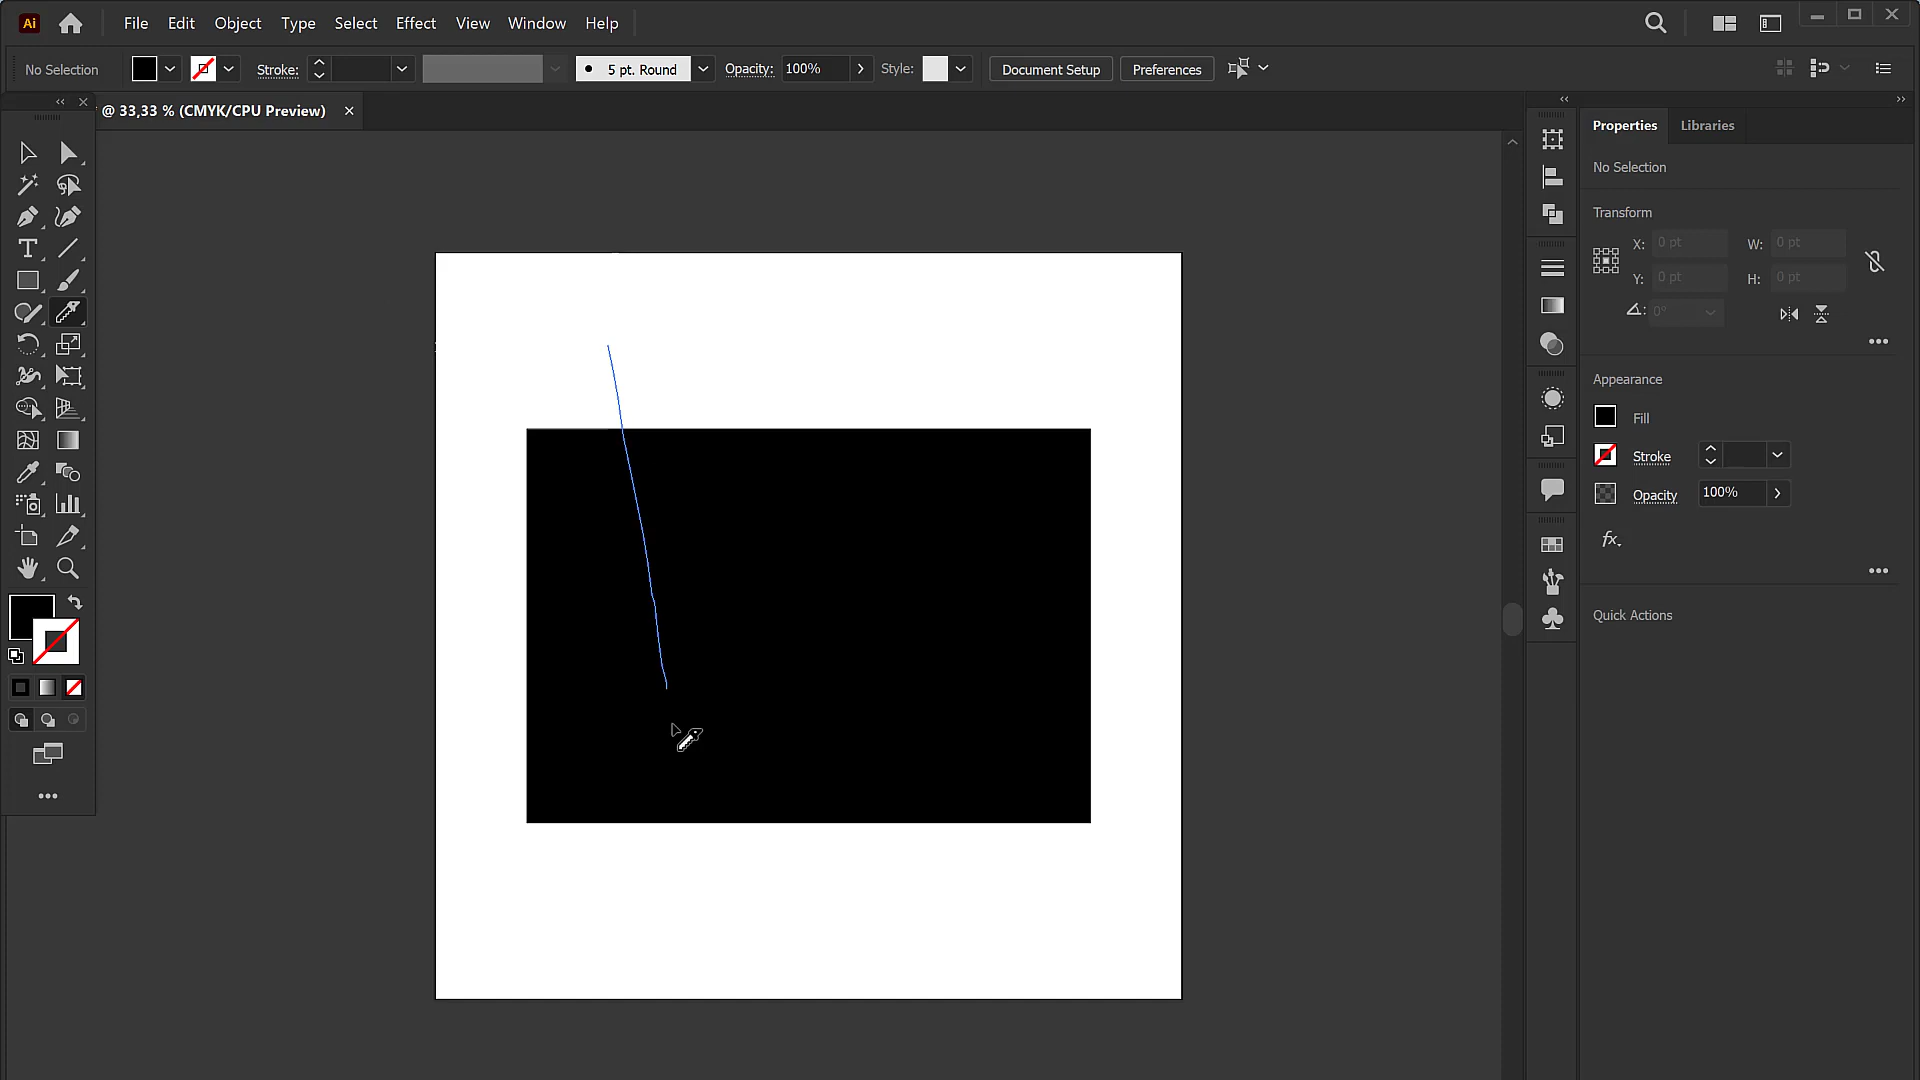 Ai File Edit Object Type Select Effect View Window Help
No Selection Stroke: 5 pt. Round Opacity: 100% Style: Document Setup Preferences
@ 33,33 % (CMYK/CPU Preview) ×
Properties Libraries
No Selection
Transform
X: 0 pt W: 0 pt
Y: 0 pt H: 0 pt
0°
Appearance
Fill
Stroke
Opacity 100%
fx
Quick Actions